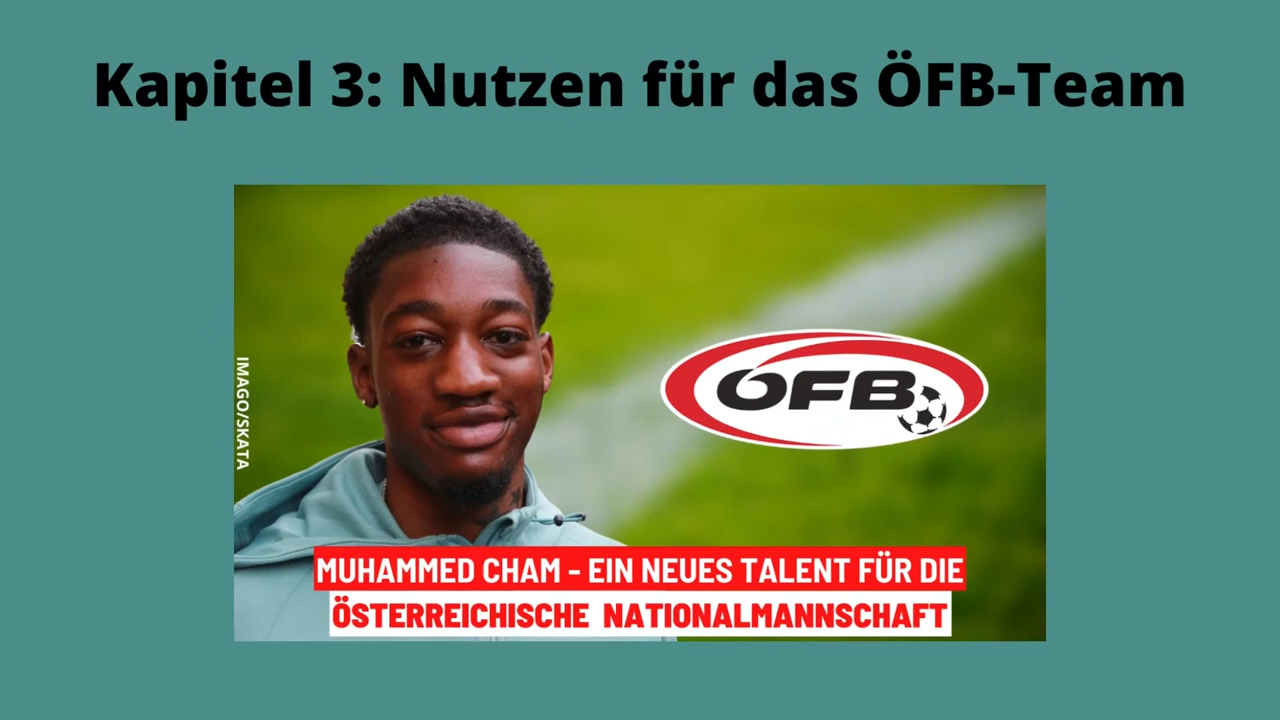 Kapitel 3: Nutzen für das ÖFB-Team
IMAGO/SKATA
ÖFB
MUHAMMED CHAM - EIN NEUES TALENT FÜR DIE
ÖSTERREICHISCHE NATIONALMANNSCHAFT